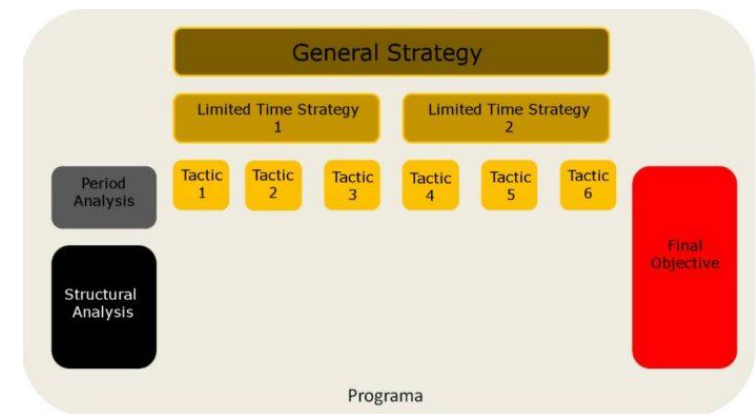 General Strategy
Limited Time Strategy
1
Limited Time Strategy
2
Period
Analysis
Tactic
1
Tactic
2
Tactic
3
Tactic
4
Tactic
5
Tactic
6
Structural
Analysis
Final
Objective
Programa